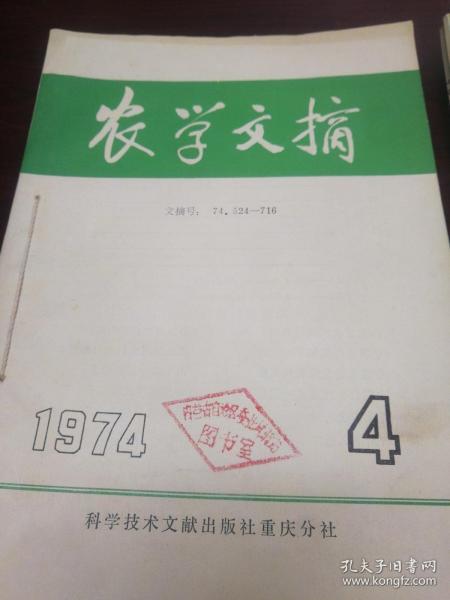 农学文摘
文摘号： 74．524—716
图书室
1974
4
科学技术文献出版社重庆分社
孔夫子旧书网
www.kongfz.com